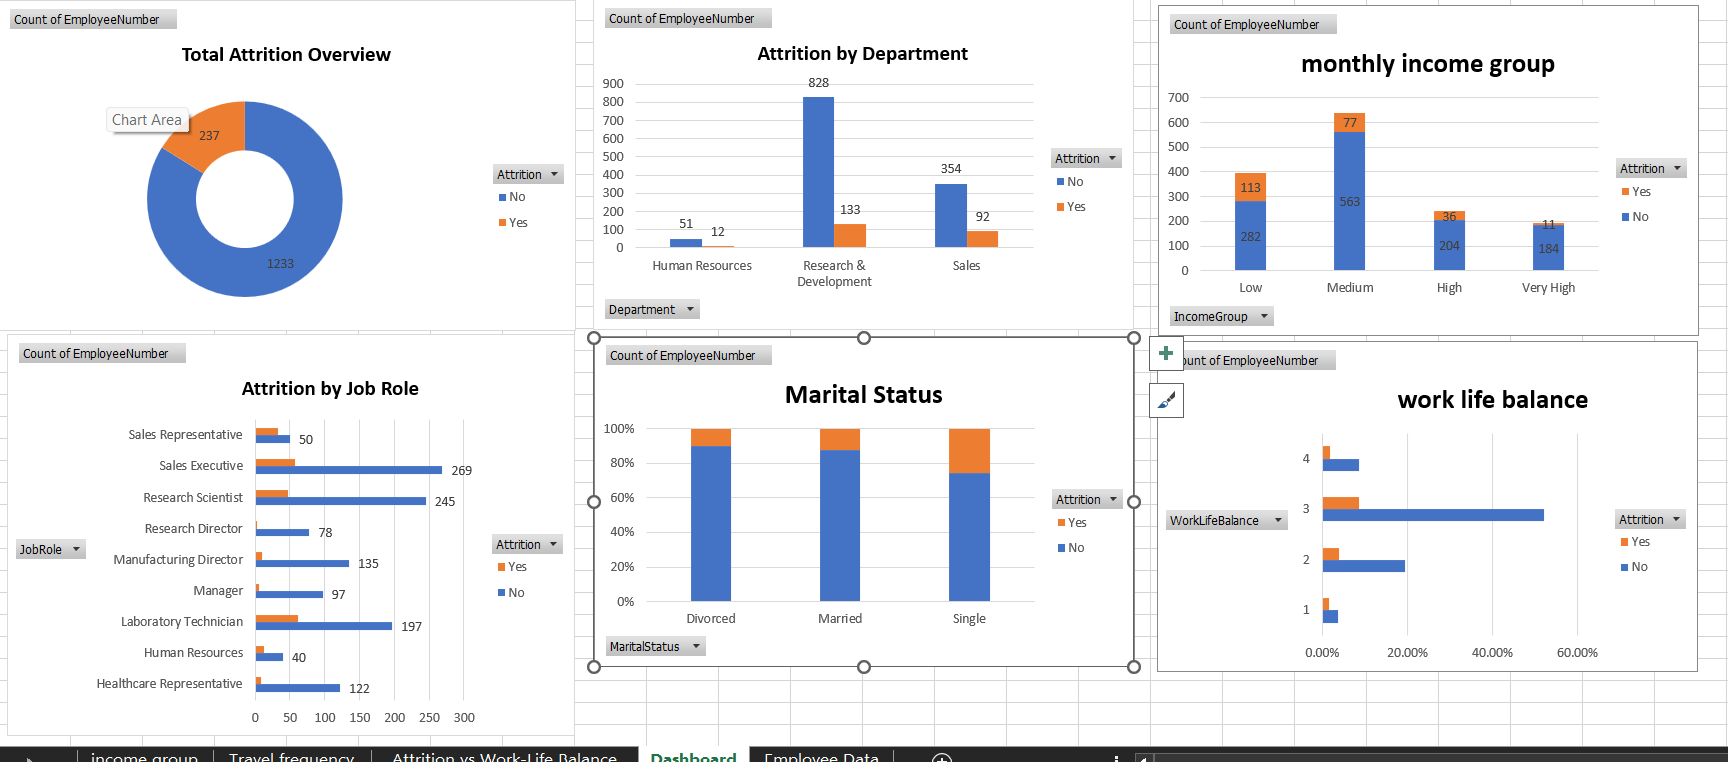 Count of EmployeeNumber
Total Attrition Overview
Chart Area
237
1233
Attrition
No
Yes
Count of EmployeeNumber
Attrition by Department
900
800
700
600
500
400
300
200
100
0
51
12
828
133
354
92
Human Resources
Research &
Development
Sales
Attrition
No
Yes
Department
Count of EmployeeNumber
monthly income group
700
600
500
400
300
200
100
0
113
282
77
563
36
204
11
184
Low
Medium
High
Very High
Attrition
Yes
No
IncomeGroup
Count of EmployeeNumber
Attrition by Job Role
Sales Representative
50
Sales Executive
269
Research Scientist
245
Research Director
78
Manufacturing Director
135
Manager
97
Laboratory Technician
197
Human Resources
40
Healthcare Representative
122
0 50 100 150 200 250 300
JobRole
Attrition
Yes
No
Count of EmployeeNumber
Marital Status
100%
80%
60%
40%
20%
0%
Divorced
Married
Single
Attrition
Yes
No
MaritalStatus
ount of EmployeeNumber
work life balance
4
3
2
1
0.00% 20.00% 40.00% 60.00%
WorkLifeBalance
Attrition
Yes
No
income group
Travel frequency
Attrition vs Work-Life Balance
Dashboard
Employee Data